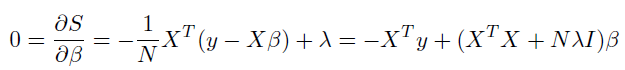 0 = ∂S/∂β = −1/N X^T(y − Xβ) + λ = −X^T y + (X^T X + NλI)β